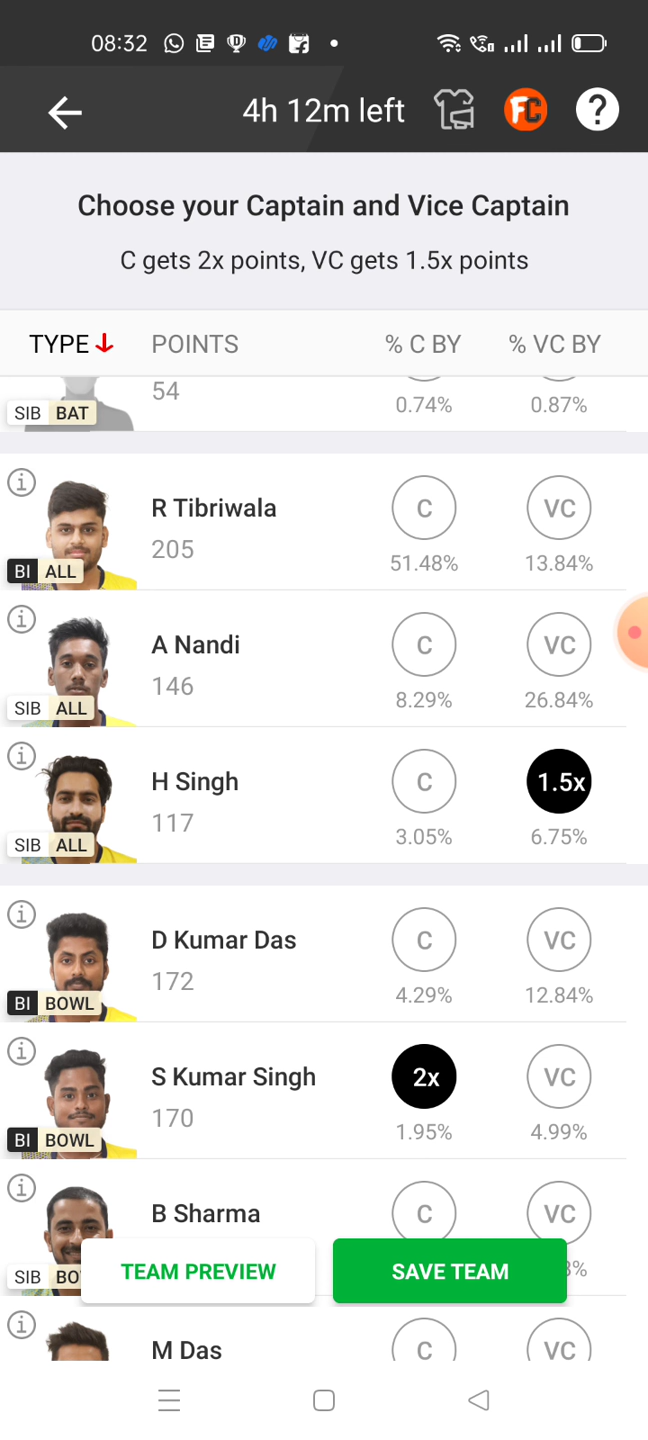 08:32
4h 12m left
FC
?
Choose your Captain and Vice Captain
C gets 2x points, VC gets 1.5x points
TYPE POINTS % C BY % VC BY
54
SIB BAT 0.74% 0.87%
R Tibriwala C VC
205
BI ALL 51.48% 13.84%
A Nandi C VC
146
SIB ALL 8.29% 26.84%
H Singh C 1.5x
117
SIB ALL 3.05% 6.75%
D Kumar Das C VC
172
BI BOWL 4.29% 12.84%
S Kumar Singh 2x VC
170
BI BOWL 1.95% 4.99%
B Sharma C VC
SIB
TEAM PREVIEW SAVE TEAM
M Das C VC